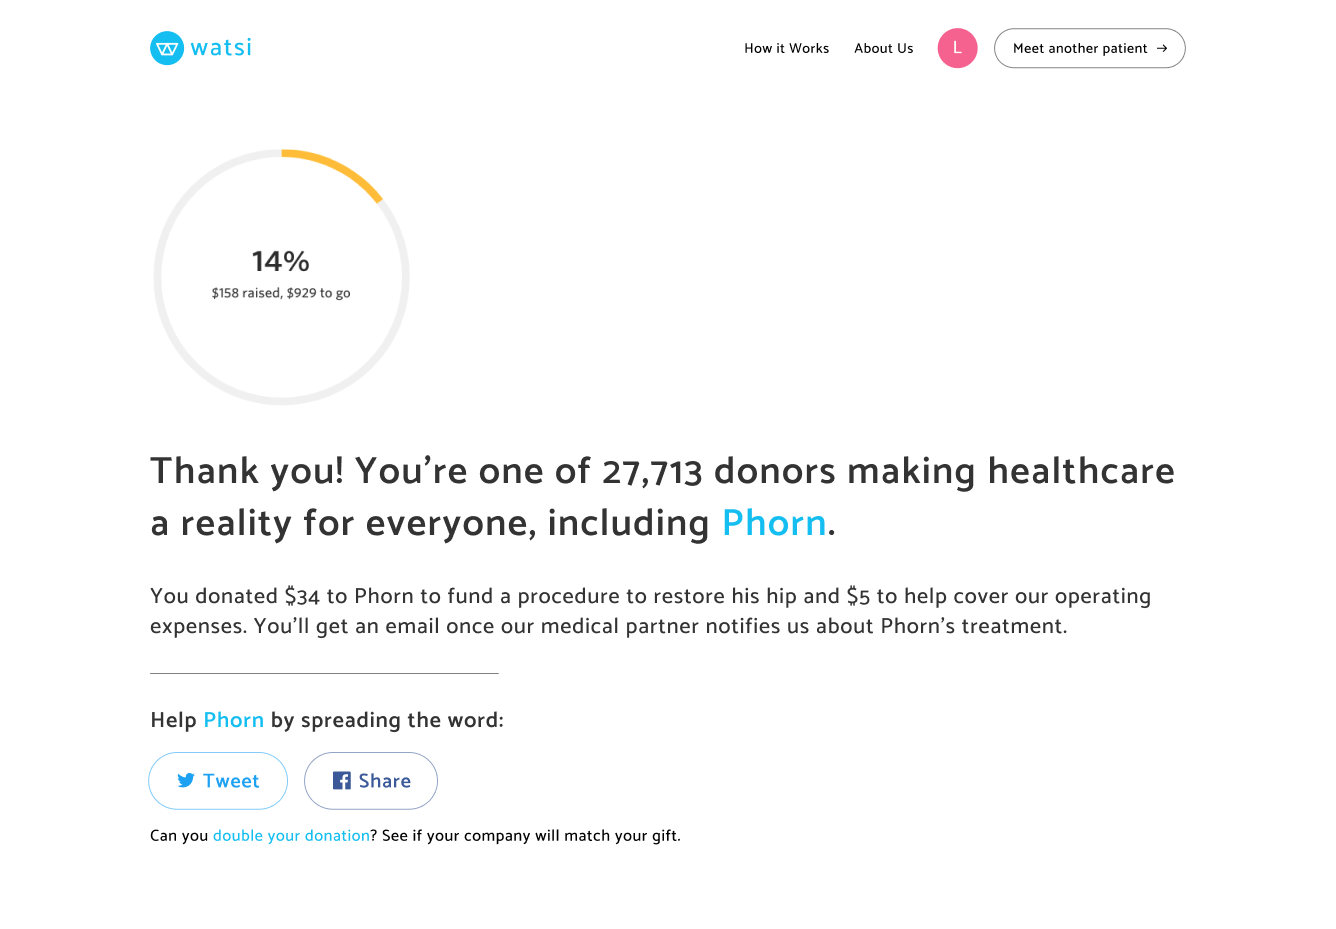 watsi
How it Works
About Us
L
Meet another patient →
14%
$158 raised, $929 to go
Thank you! You’re one of 27,713 donors making healthcare
a reality for everyone, including Phorn.
You donated $34 to Phorn to fund a procedure to restore his hip and $5 to help cover our operating
expenses. You’ll get an email once our medical partner notifies us about Phorn’s treatment.
Help Phorn by spreading the word:
Tweet
Share
Can you double your donation? See if your company will match your gift.